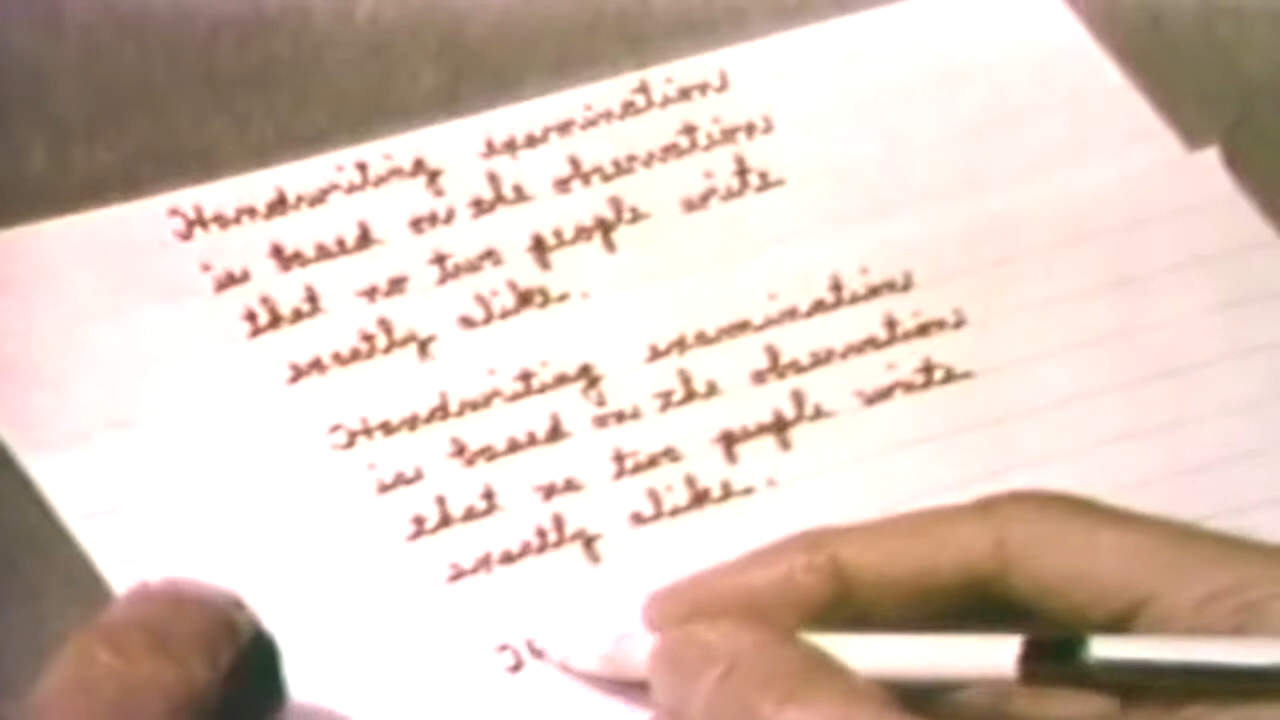 Handwriting examination
is based on the observation
that no two people write
exactly alike.
Handwriting examination
is based on the observation
that no two people write
exactly alike.